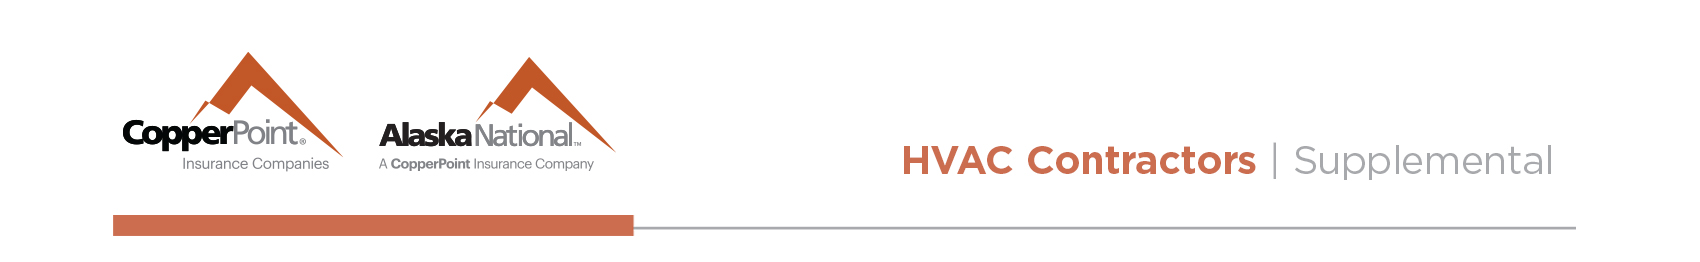 CopperPoint®
Insurance Companies
AlaskaNational™
A CopperPoint Insurance Company
HVAC Contractors | Supplemental